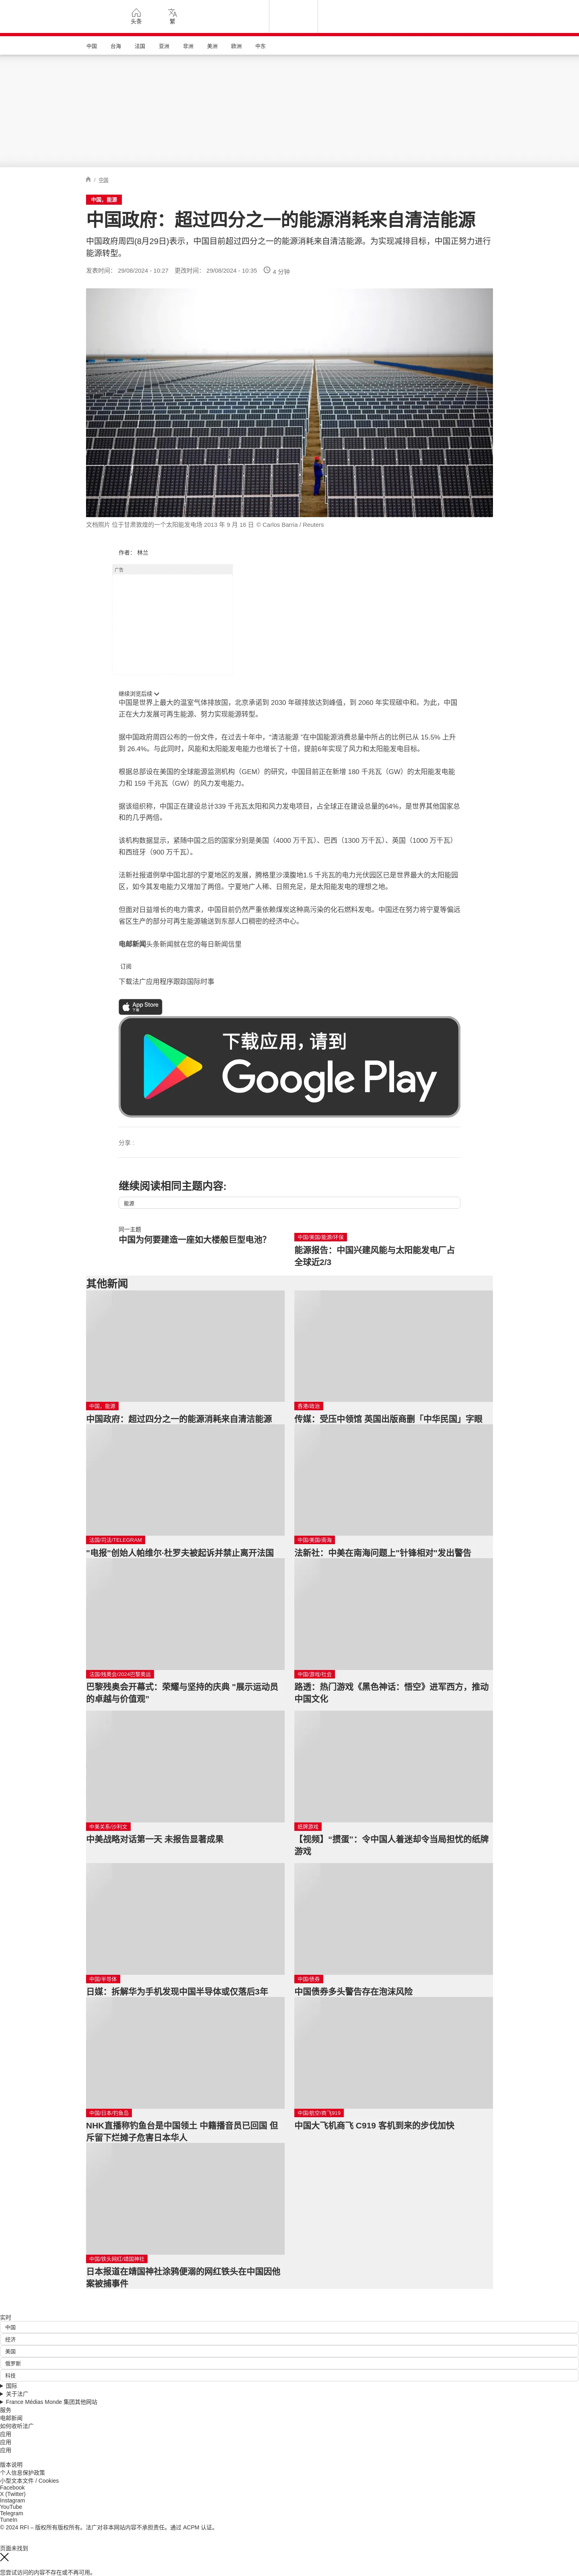 头条
繁
中国
台海
法国
亚洲
非洲
美洲
欧洲
中东
/ 中国
中国，能源
中国政府：超过四分之一的能源消耗来自清洁能源
中国政府周四(8月29日)表示，中国目前超过四分之一的能源消耗来自清洁能源。为实现减排目标，中国正努力进行
能源转型。
发表时间： 29/08/2024 - 10:27 更改时间： 29/08/2024 - 10:35 4 分钟
文档照片 位于甘肃敦煌的一个太阳能发电场 2013 年 9 月 16 日 © Carlos Barria / Reuters
作者： 林兰
广告
继续浏览后续
中国是世界上最大的温室气体排放国，北京承诺到 2030 年碳排放达到峰值，到 2060 年实现碳中和。为此，中国
正在大力发展可再生能源、努力实现能源转型。
据中国政府周四公布的一份文件，在过去十年中，"清洁能源 "在中国能源消费总量中所占的比例已从 15.5% 上升
到 26.4%。与此同时，风能和太阳能发电能力也增长了十倍，提前6年实现了风力和太阳能发电目标。
根据总部设在美国的全球能源监测机构（GEM）的研究，中国目前正在新增 180 千兆瓦（GW）的太阳能发电能
力和 159 千兆瓦（GW）的风力发电能力。
据该组织称，中国正在建设总计339 千兆瓦太阳和风力发电项目，占全球正在建设总量的64%，是世界其他国家总
和的几乎两倍。
该机构数据显示，紧随中国之后的国家分别是美国（4000 万千瓦）、巴西（1300 万千瓦）、英国（1000 万千瓦）
和西班牙（900 万千瓦）。
法新社报道例举中国北部的宁夏地区的发展，腾格里沙漠腹地1.5 千兆瓦的电力光伏园区已是世界最大的太阳能园
区，如今其发电能力又增加了两倍。宁夏地广人稀、日照充足，是太阳能发电的理想之地。
但面对日益增长的电力需求，中国目前仍然严重依赖煤炭这种高污染的化石燃料发电。中国还在努力将宁夏等偏远
省区生产的部分可再生能源输送到东部人口稠密的经济中心。
电邮新闻头条新闻就在您的每日新闻信里
订阅
下载法广应用程序跟踪国际时事
App Store
下载
下载应用，请到
Google Play
分享 :
继续阅读相同主题内容:
能源
同一主题
中国为何要建造一座如大楼般巨型电池？
中国/美国/能源/环保
能源报告：中国兴建风能与太阳能发电厂占
全球近2/3
其他新闻
中国，能源
中国政府：超过四分之一的能源消耗来自清洁能源
香港/政治
传媒：受压中领馆 英国出版商删「中华民国」字眼
法国/司法/TELEGRAM
"电报"创始人帕维尔·杜罗夫被起诉并禁止离开法国
中国/美国/南海
法新社：中美在南海问题上"针锋相对"发出警告
法国/残奥会/2024巴黎奥运
巴黎残奥会开幕式：荣耀与坚持的庆典 "展示运动员
的卓越与价值观"
中国/游戏/社会
路透：热门游戏《黑色神话：悟空》进军西方，推动
中国文化
中美关系/沙利文
中美战略对话第一天 未报告显著成果
纸牌游戏
【视频】“掼蛋”：令中国人着迷却令当局担忧的纸牌
游戏
中国/半导体
日媒：拆解华为手机发现中国半导体或仅落后3年
中国/债券
中国债券多头警告存在泡沫风险
中国/日本/钓鱼岛
NHK直播称钓鱼台是中国领土 中籍播音员已回国 但
斥留下烂摊子危害日本华人
中国/航空/商飞919
中国大飞机商飞 C919 客机到来的步伐加快
中国/铁头网红/靖国神社
日本报道在靖国神社涂鸦便溺的网红铁头在中国因他
案被捕事件
实时
中国
经济
美国
俄罗斯
科技
国际
关于法广
France Médias Monde 集团其他网站
服务
电邮新闻
如何收听法广
应用
应用
应用
版本说明
个人信息保护政策
小型文本文件 / Cookies
Facebook
X (Twitter)
Instagram
YouTube
Telegram
TuneIn
© 2024 RFI – 版权所有版权所有。法广对非本网站内容不承担责任。通过 ACPM 认证。
页面未找到
您尝试访问的内容不存在或不再可用。